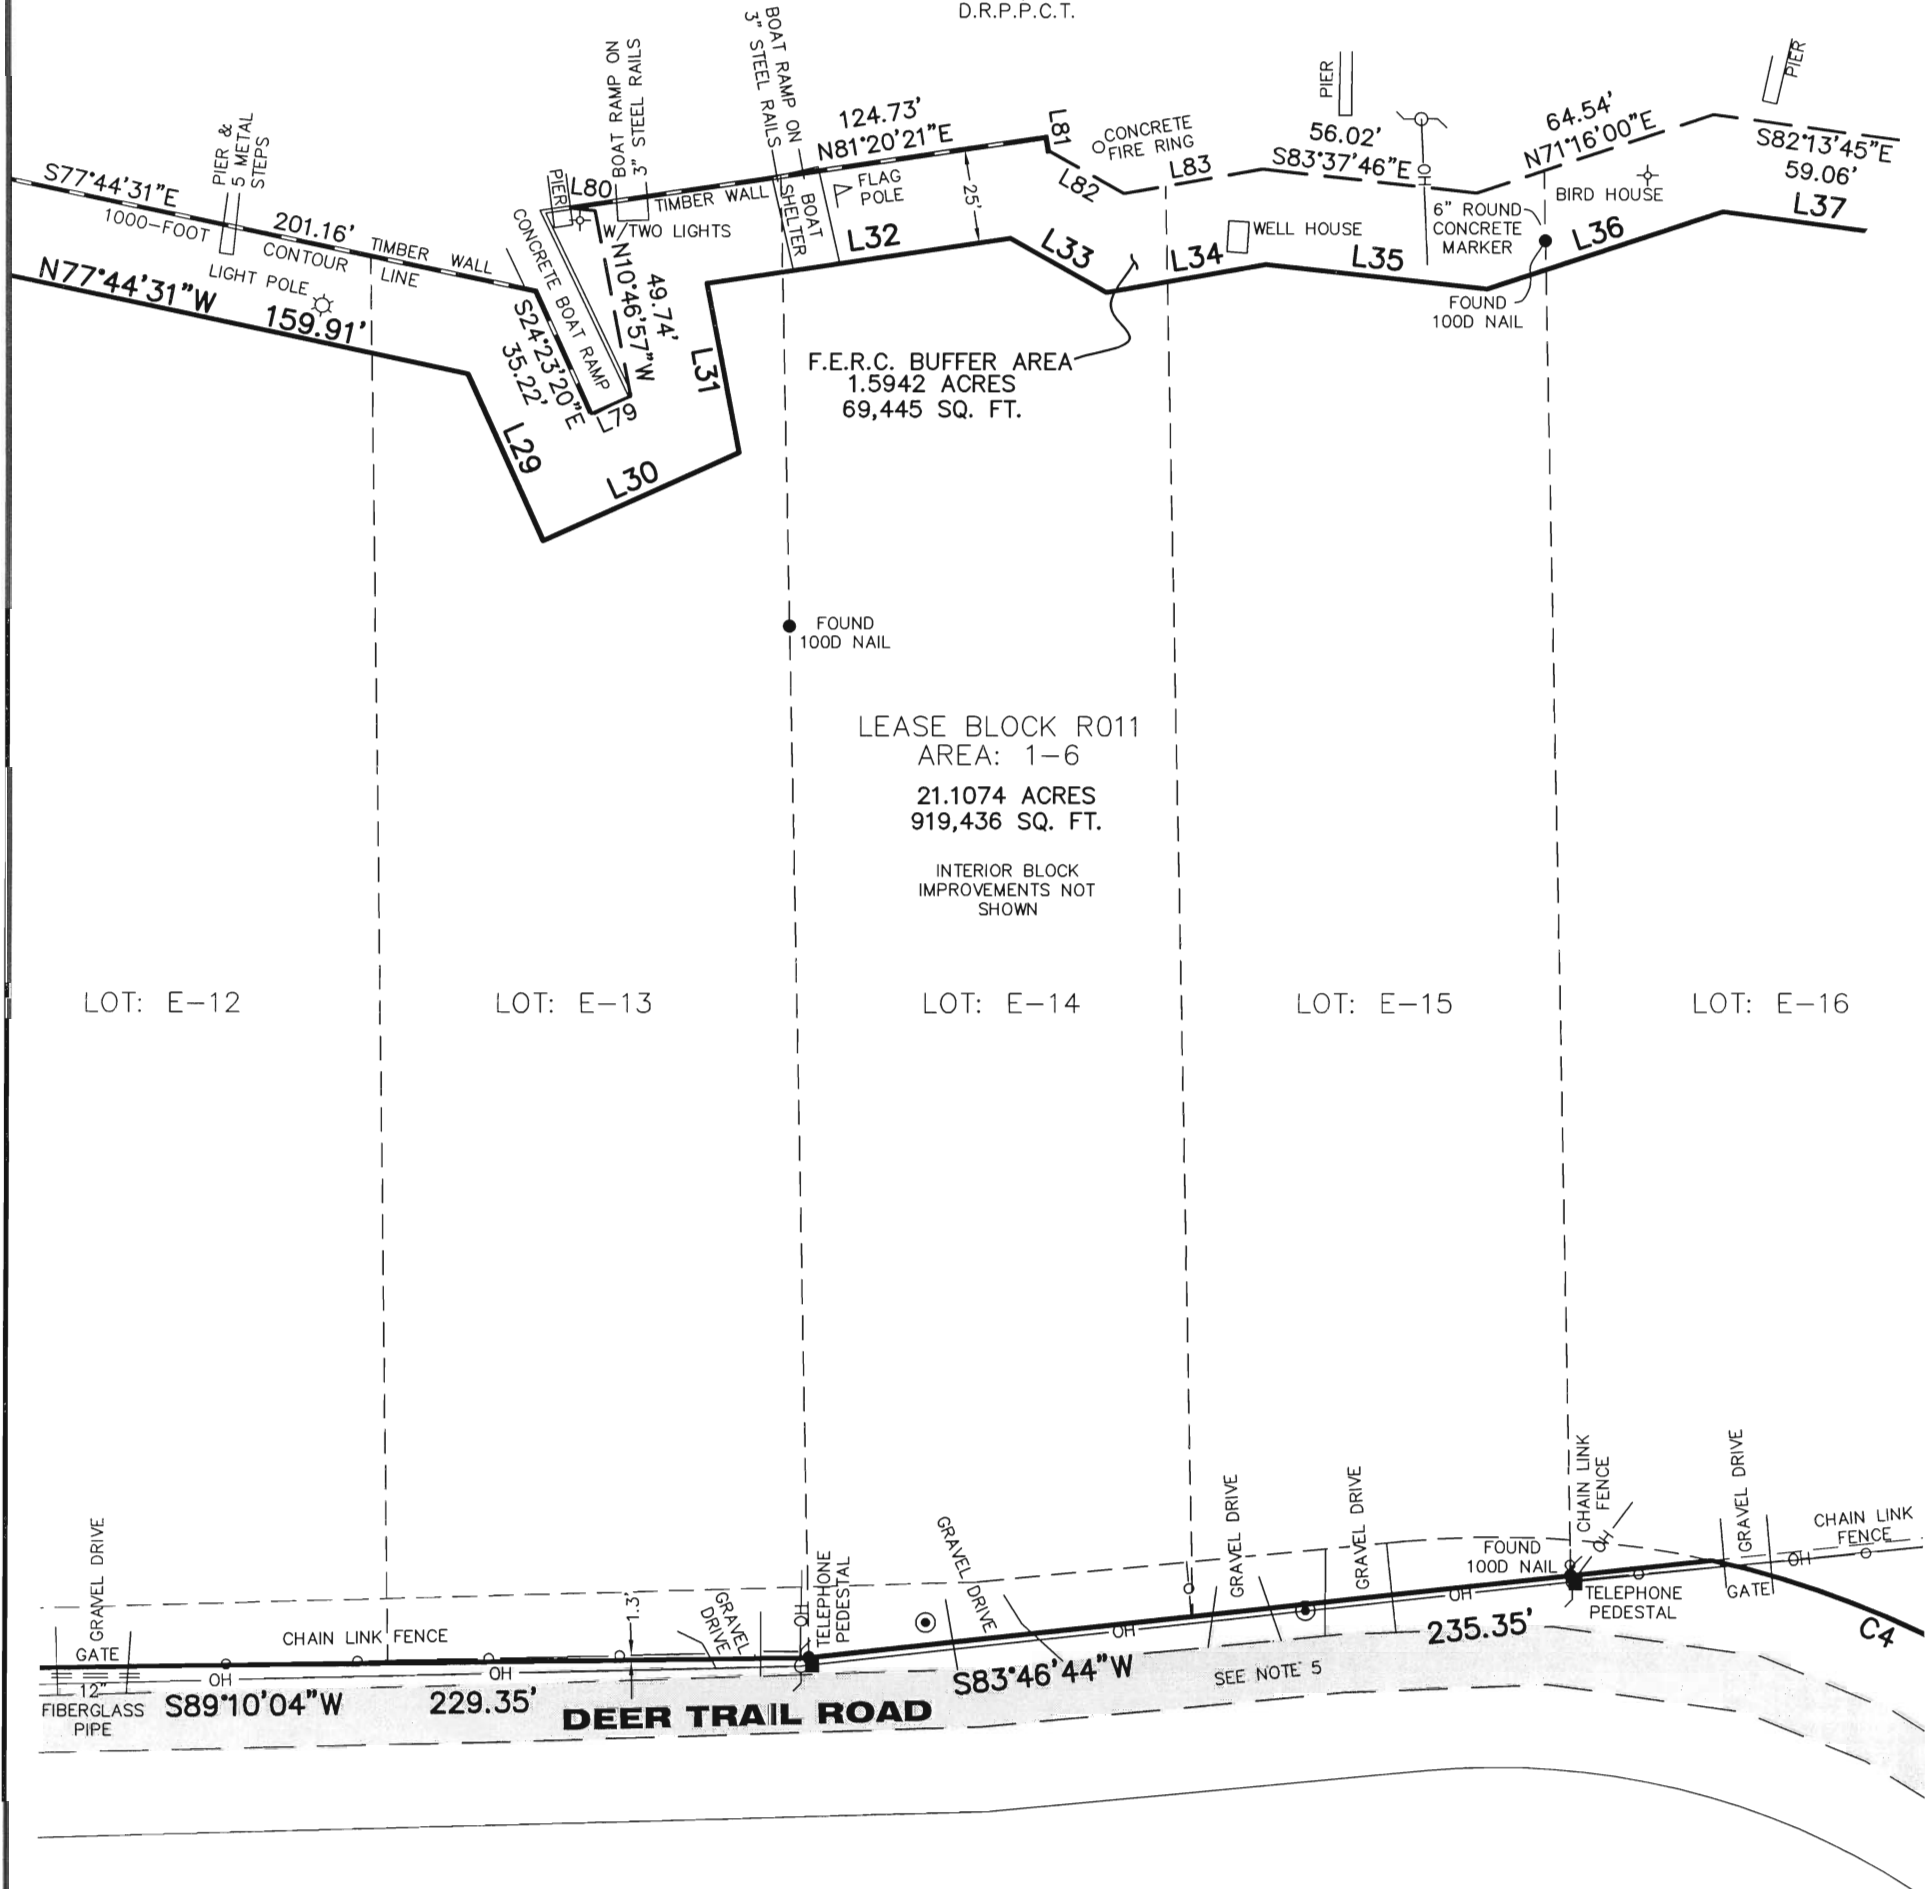 D.R.P.P.C.T.
BOAT RAMP ON
3" STEEL RAILS
BOAT RAMP ON
3" STEEL RAILS
PIER &
5 METAL
STEPS
PIER
PIER
124.73'
N81°20'21"E
L81
CONCRETE
FIRE RING
56.02'
S83°37'46"E
64.54'
N71°16'00"E
S82°13'45"E
59.06'
S77°44'31"E
1000-FOOT
201.16'
CONTOUR
TIMBER WALL
LINE
PIER
L80
TIMBER WALL
W/TWO LIGHTS
BOAT
SHELTER
FLAG
POLE
25'
L82
L83
OH
WELL HOUSE
6" ROUND
CONCRETE
MARKER
BIRD HOUSE
L37
N77°44'31"W
159.91'
LIGHT POLE
CONCRETE BOAT RAMP
N10°46'57"W
49.74'
S24°23'20"E
35.22'
L79
L29
L30
L31
L32
L33
L34
L35
L36
FOUND
100D NAIL
F.E.R.C. BUFFER AREA
1.5942 ACRES
69,445 SQ. FT.
FOUND
100D NAIL
LEASE BLOCK R011
AREA: 1-6
21.1074 ACRES
919,436 SQ. FT.
INTERIOR BLOCK
IMPROVEMENTS NOT
SHOWN
LOT: E-12
LOT: E-13
LOT: E-14
LOT: E-15
LOT: E-16
GRAVEL DRIVE
GATE
12"
FIBERGLASS
PIPE
CHAIN LINK FENCE
OH
S89°10'04"W
229.35'
OH
1.3'
GRAVEL
DRIVE
OH
TELEPHONE
PEDESTAL
GRAVEL DRIVE
OH
S83°46'44"W
GRAVEL DRIVE
GRAVEL DRIVE
SEE NOTE 5
OH
235.35'
FOUND
100D NAIL
CHAIN LINK
FENCE
OH
TELEPHONE
PEDESTAL
GRAVEL DRIVE
GATE
OH
CHAIN LINK
FENCE
C4
DEER TRAIL ROAD